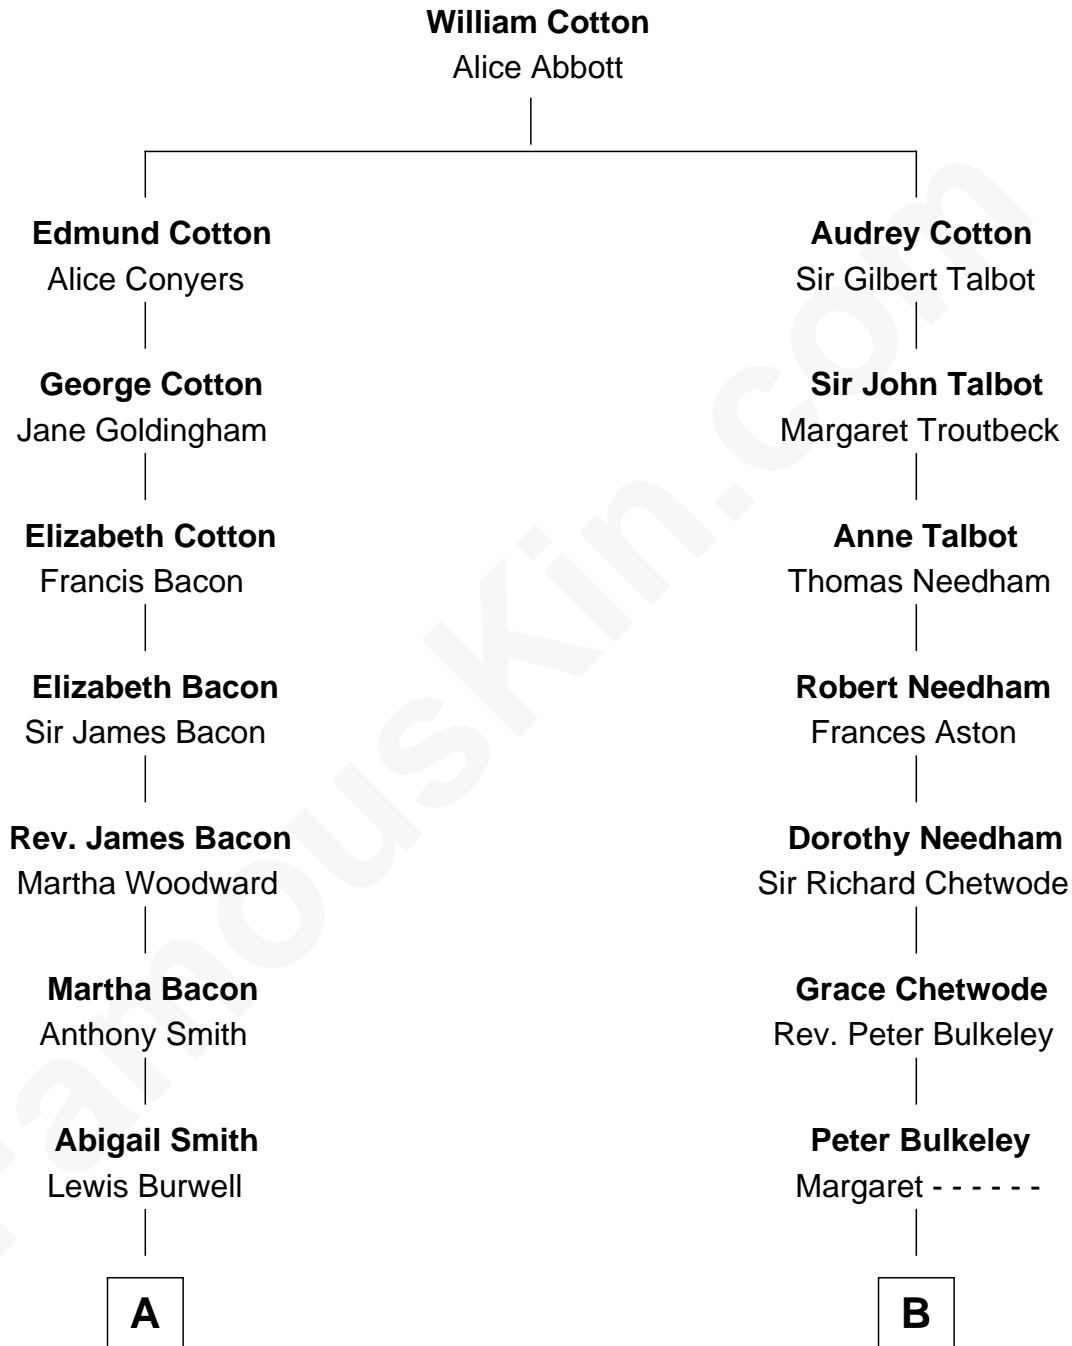 William Cotton
Alice Abbott
Edmund Cotton
Alice Conyers
George Cotton
Jane Goldingham
Elizabeth Cotton
Francis Bacon
Elizabeth Bacon
Sir James Bacon
Rev. James Bacon
Martha Woodward
Martha Bacon
Anthony Smith
Abigail Smith
Lewis Burwell
A
Audrey Cotton
Sir Gilbert Talbot
Sir John Talbot
Margaret Troutbeck
Anne Talbot
Thomas Needham
Robert Needham
Frances Aston
Dorothy Needham
Sir Richard Chetwode
Grace Chetwode
Rev. Peter Bulkeley
Peter Bulkeley
Margaret - - - - - -
B
FamousKin.com